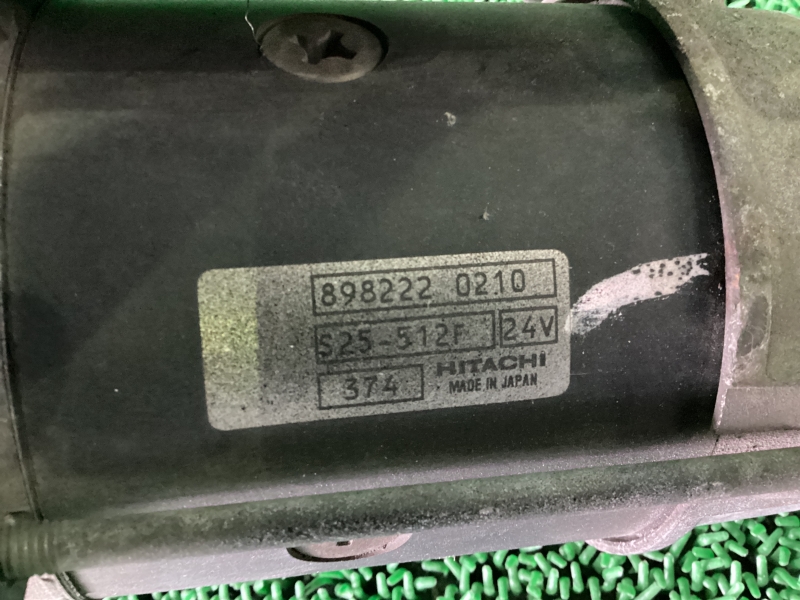 898222 0210
S25-512F 24V
374 HITACHI
MADE IN JAPAN